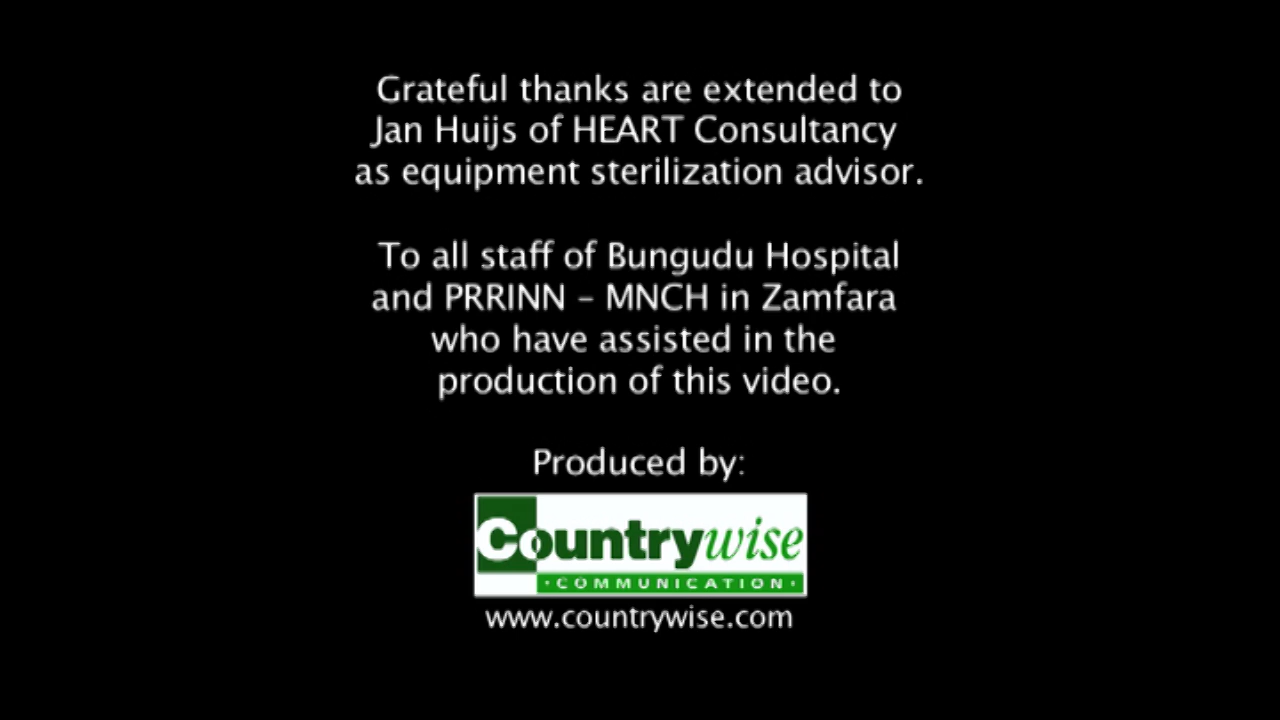 Grateful thanks are extended to
Jan Huijs of HEART Consultancy
as equipment sterilization advisor.
To all staff of Bungudu Hospital
and PRRINN – MNCH in Zamfara
who have assisted in the
production of this video.
Produced by:
Countrywise
·COMMUNICATION·
www.countrywise.com